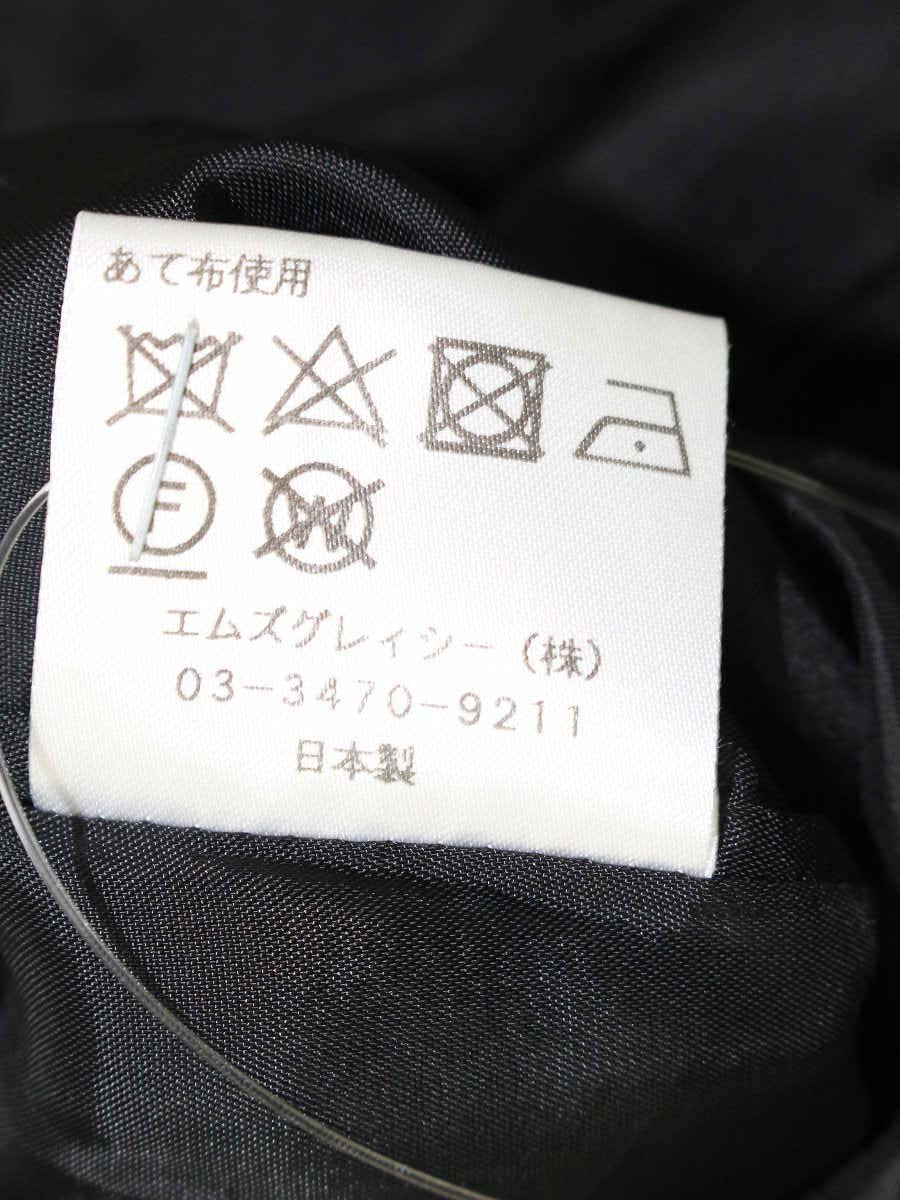 あて布使用
F
W
エムズグレイシー(株)
03-3470-9211
日本製